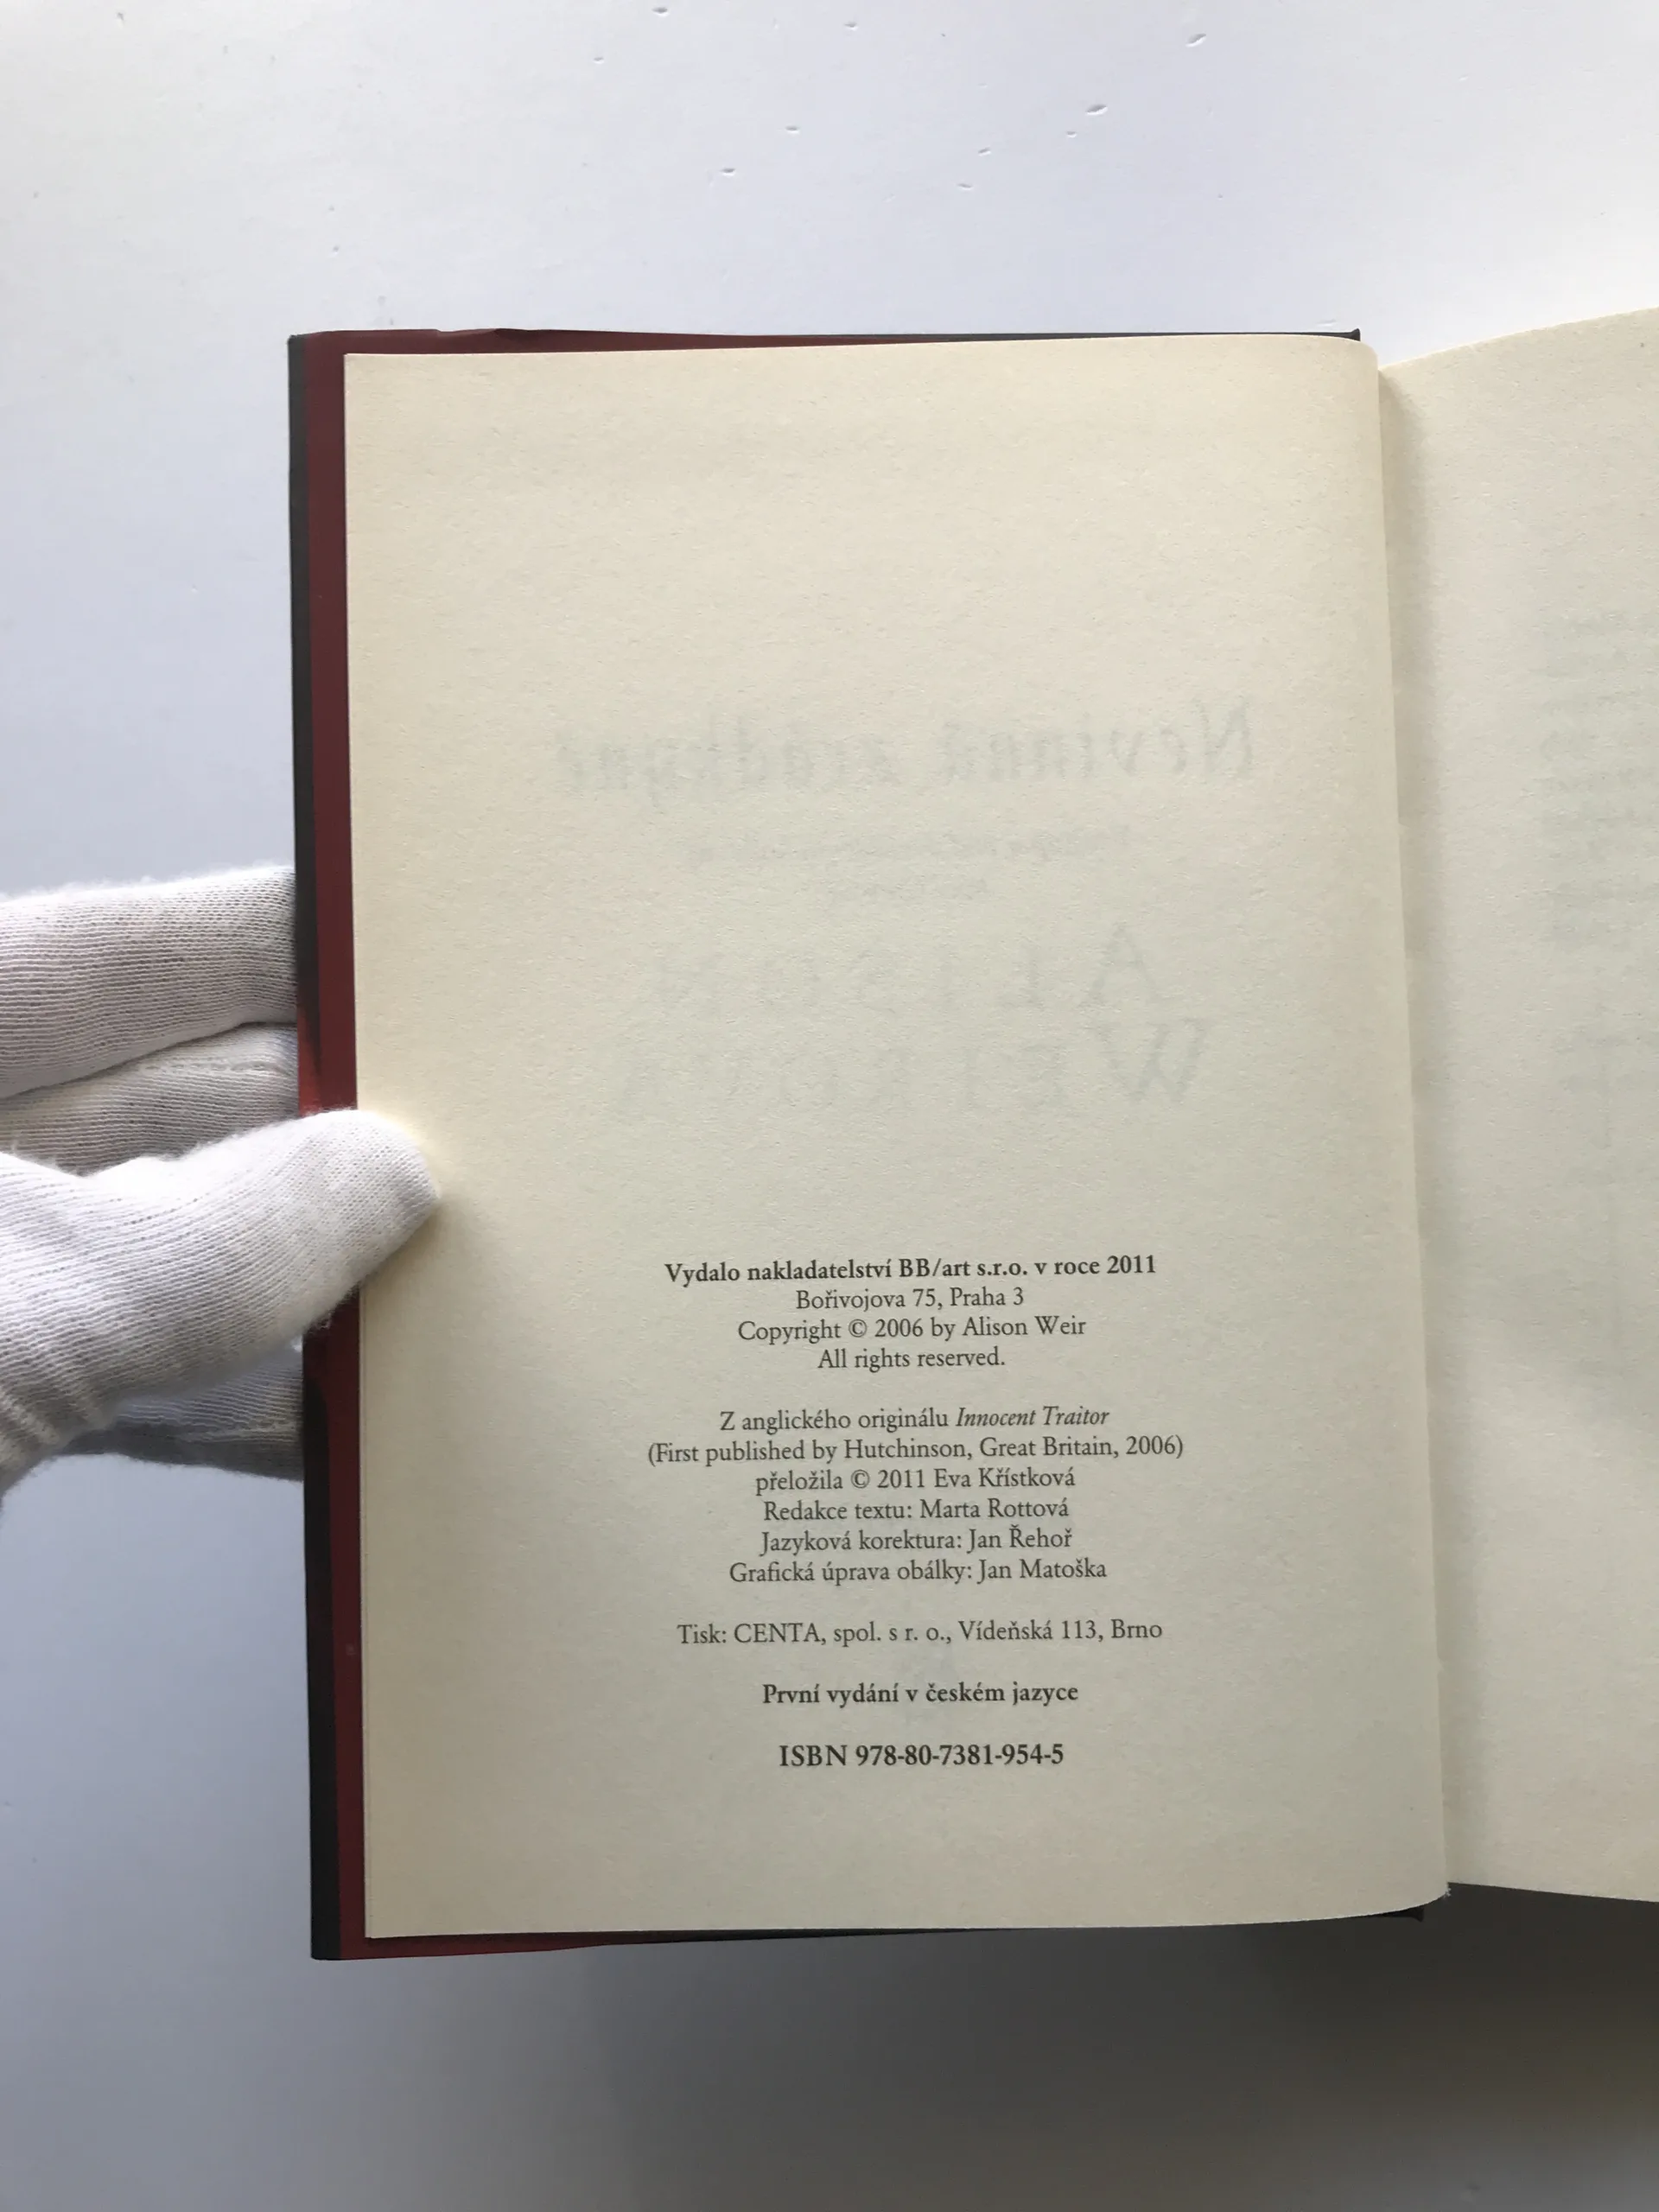 Vydalo nakladatelství BB/art s.r.o. v roce 2011
Bořivojova 75, Praha 3
Copyright © 2006 by Alison Weir
All rights reserved.
Z anglického originálu Innocent Traitor
(First published by Hutchinson, Great Britain, 2006)
přeložila © 2011 Eva Křístková
Redakce textu: Marta Rottová
Jazyková korektura: Jan Řehoř
Grafická úprava obálky: Jan Matoška
Tisk: CENTA, spol. s r. o., Vídeňská 113, Brno
První vydání v českém jazyce
ISBN 978-80-7381-954-5